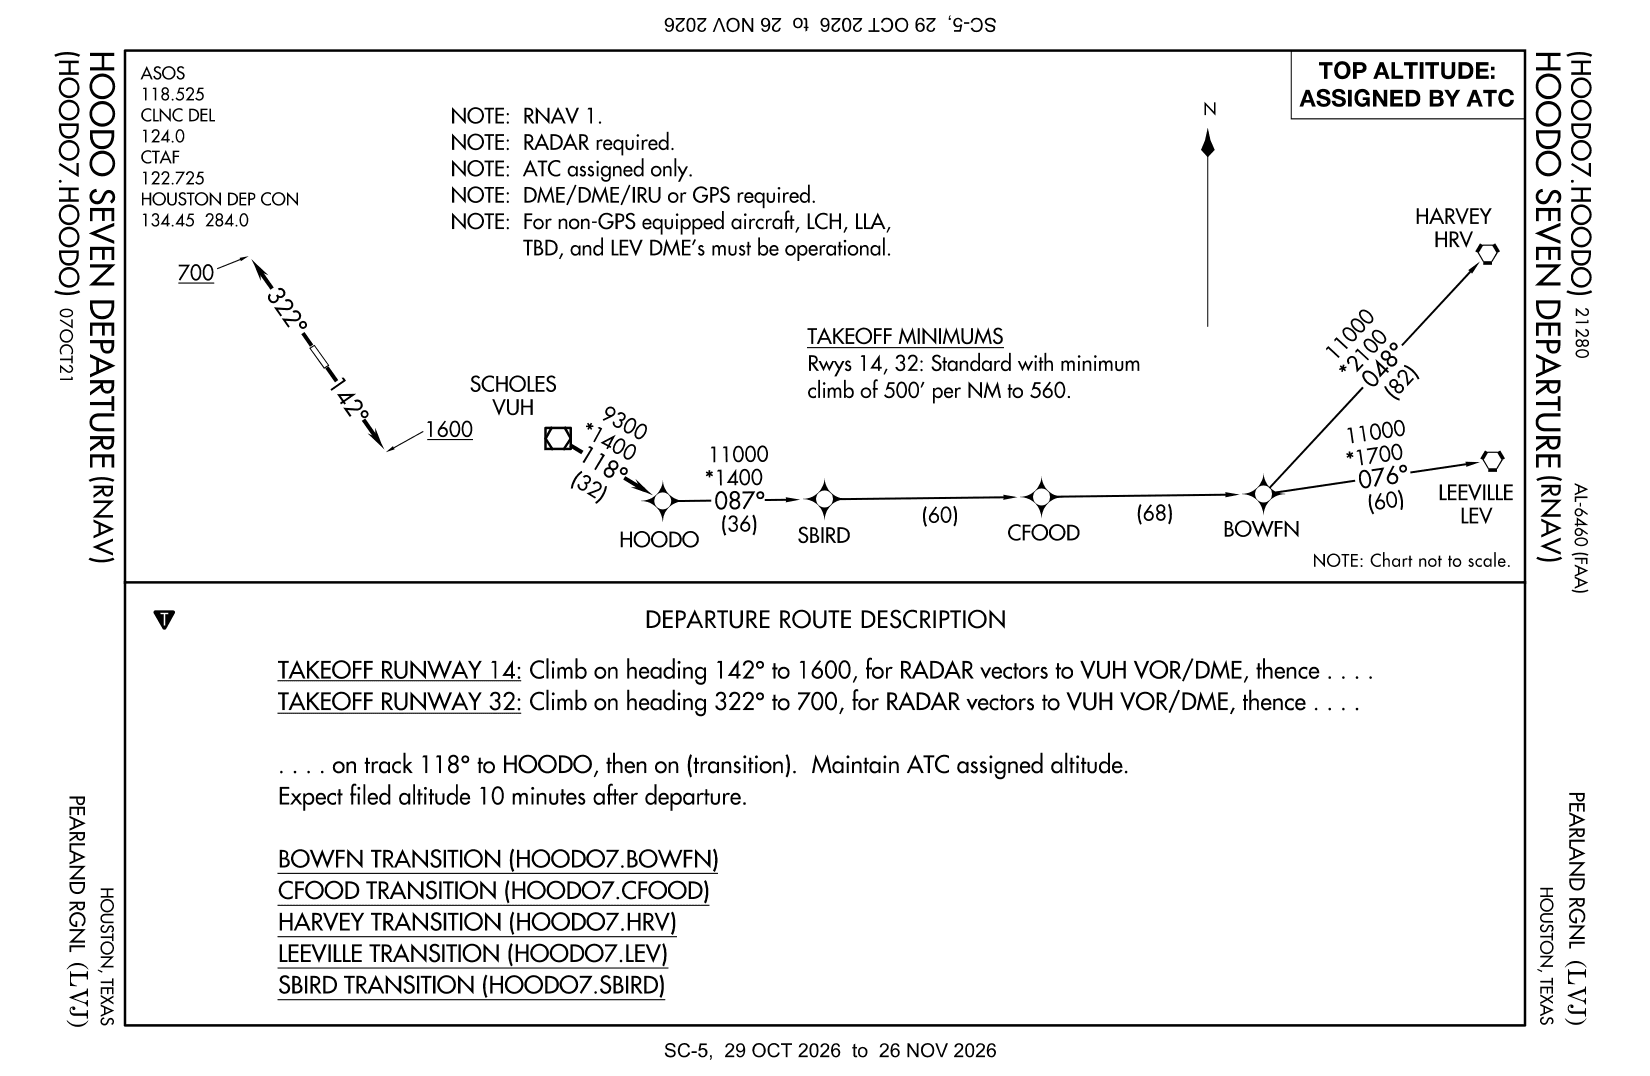 SC-5, 29 OCT 2026 to 26 NOV 2026
HOODO SEVEN DEPARTURE (RNAV)
(HOODO7.HOODO) 07OCT21
PEARLAND RGNL (LVJ)
HOUSTON, TEXAS
(HOODO7.HOODO) 21280
HOODO SEVEN DEPARTURE (RNAV)
AL-6460 (FAA)
PEARLAND RGNL (LVJ)
HOUSTON, TEXAS
TOP ALTITUDE:
ASSIGNED BY ATC
ASOS
118.525
CLNC DEL
124.0
CTAF
122.725
HOUSTON DEP CON
134.45 284.0
NOTE: RNAV 1.
NOTE: RADAR required.
NOTE: ATC assigned only.
NOTE: DME/DME/IRU or GPS required.
NOTE: For non-GPS equipped aircraft, LCH, LLA,
TBD, and LEV DME's must be operational.
N
700
322°
142°
1600
TAKEOFF MINIMUMS
Rwys 14, 32: Standard with minimum
climb of 500' per NM to 560.
SCHOLES
VUH
9300
*1400
118°
(32)
HOODO
11000
*1400
087°
(36)
SBIRD
(60)
CFOOD
(68)
BOWFN
HARVEY
HRV
11000
*2100
048°
(82)
11000
*1700
076°
(60)
LEEVILLE
LEV
NOTE: Chart not to scale.
T
DEPARTURE ROUTE DESCRIPTION
TAKEOFF RUNWAY 14: Climb on heading 142° to 1600, for RADAR vectors to VUH VOR/DME, thence . . . .
TAKEOFF RUNWAY 32: Climb on heading 322° to 700, for RADAR vectors to VUH VOR/DME, thence . . . .
. . . . on track 118° to HOODO, then on (transition). Maintain ATC assigned altitude.
Expect filed altitude 10 minutes after departure.
BOWFN TRANSITION (HOODO7.BOWFN)
CFOOD TRANSITION (HOODO7.CFOOD)
HARVEY TRANSITION (HOODO7.HRV)
LEEVILLE TRANSITION (HOODO7.LEV)
SBIRD TRANSITION (HOODO7.SBIRD)
SC-5, 29 OCT 2026 to 26 NOV 2026